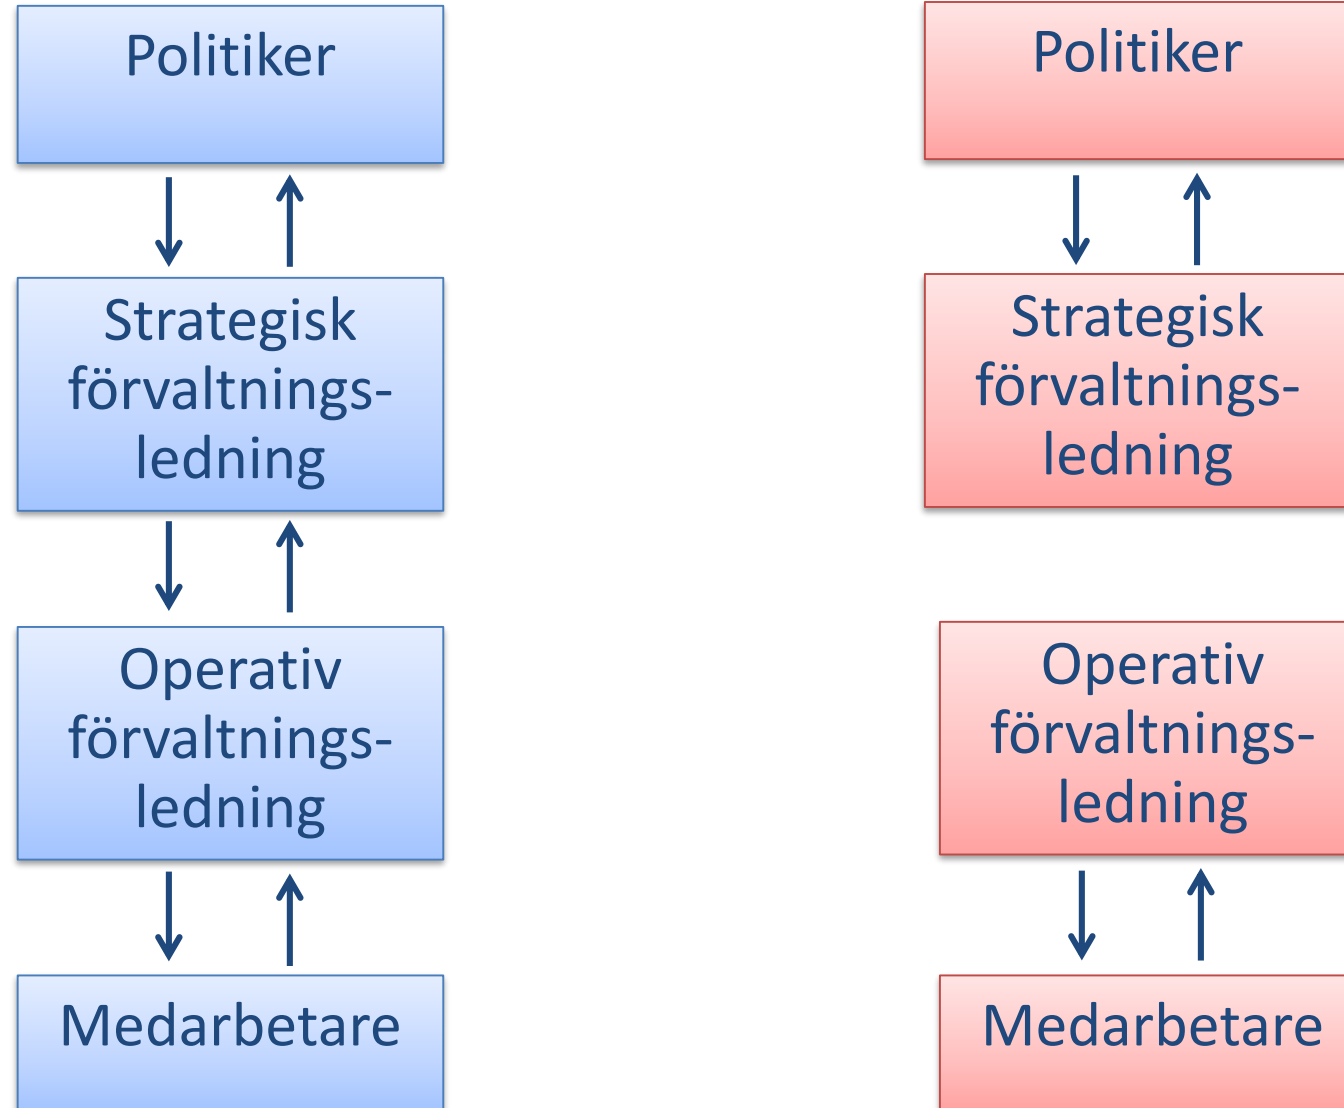 Politiker
Strategisk
förvaltnings-
ledning
Operativ
förvaltnings-
ledning
Medarbetare
Politiker
Strategisk
förvaltnings-
ledning
Operativ
förvaltnings-
ledning
Medarbetare